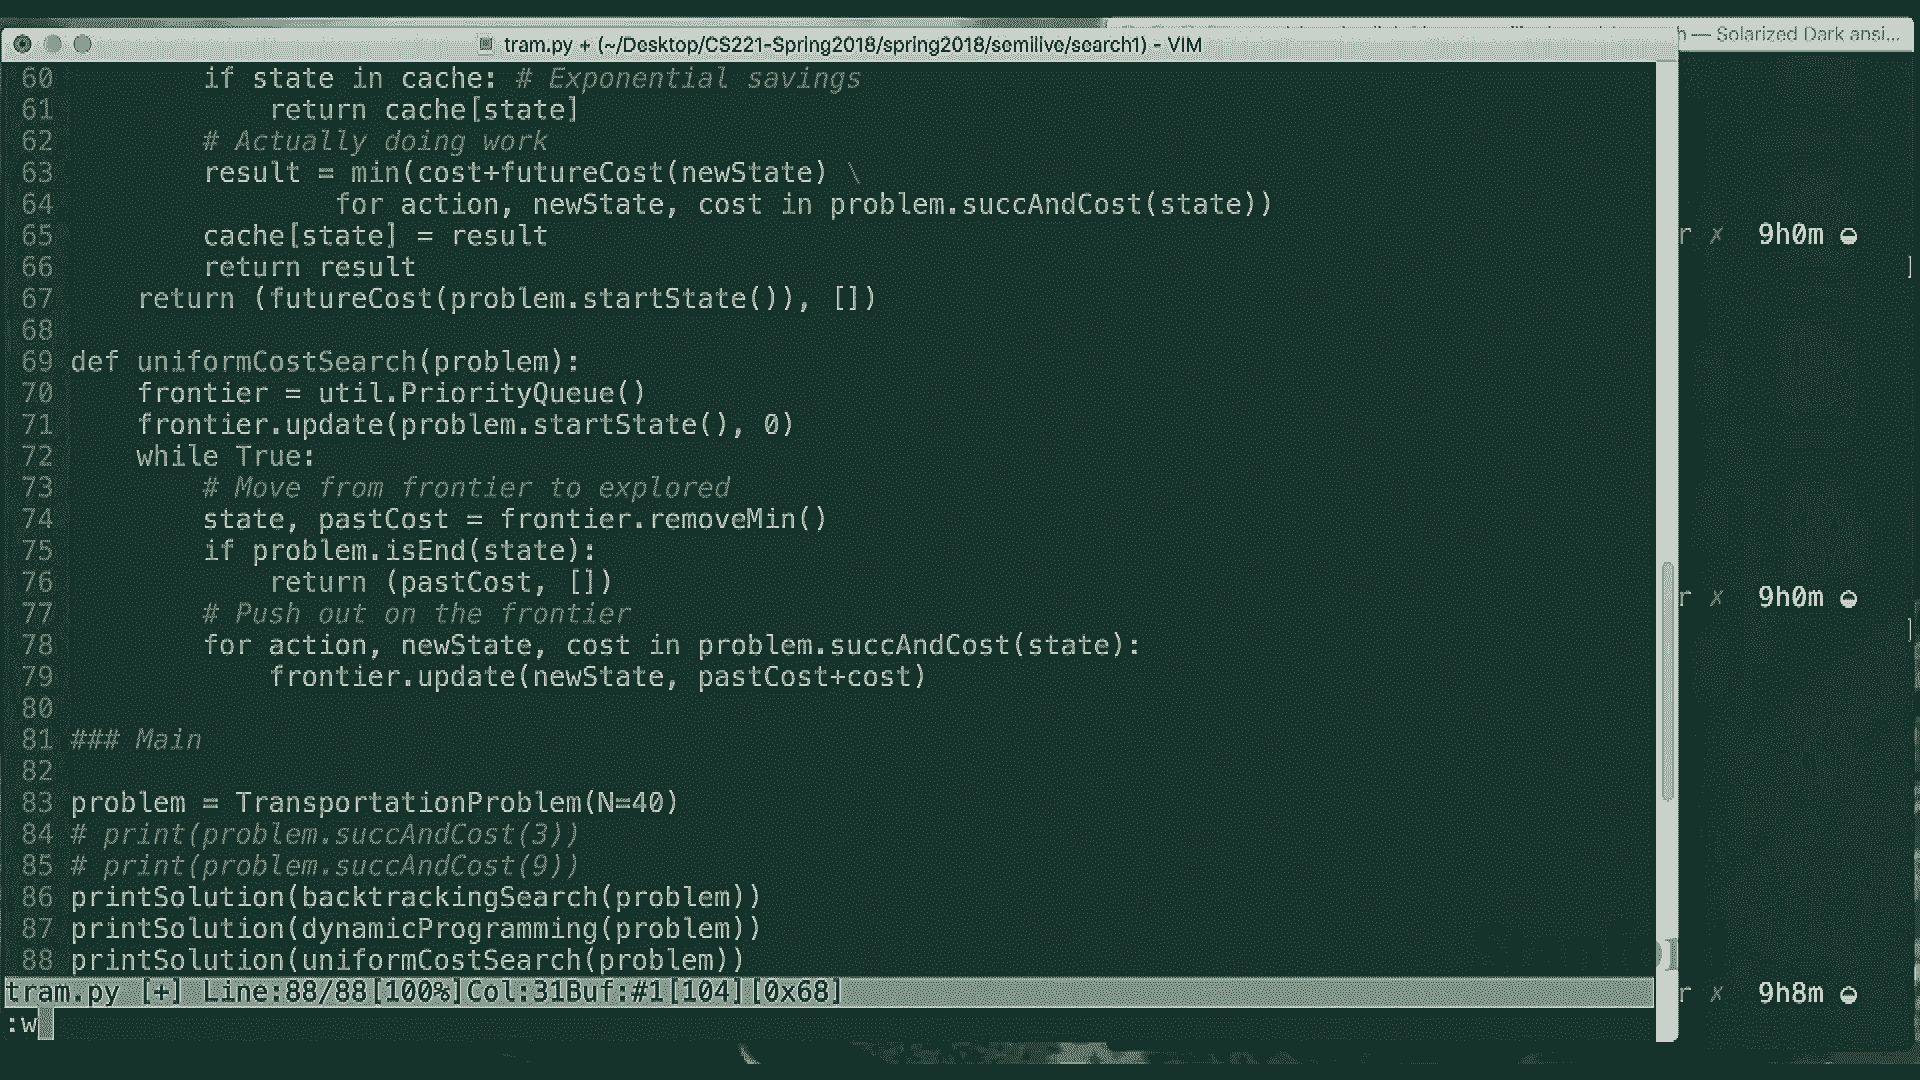 tram.py + (~/Desktop/CS221-Spring2018/spring2018/semilive/search1) - VIM
h — Solarized Dark ansi...
60         if state in cache: # Exponential savings
61             return cache[state]
62         # Actually doing work
63         result = min(cost+futureCost(newState) \
64                 for action, newState, cost in problem.succAndCost(state))
65         cache[state] = result
66         return result
67     return (futureCost(problem.startState()), [])
68
69 def uniformCostSearch(problem):
70     frontier = util.PriorityQueue()
71     frontier.update(problem.startState(), 0)
72     while True:
73         # Move from frontier to explored
74         state, pastCost = frontier.removeMin()
75         if problem.isEnd(state):
76             return (pastCost, [])
77         # Push out on the frontier
78         for action, newState, cost in problem.succAndCost(state):
79             frontier.update(newState, pastCost+cost)
80
81 ### Main
82
83 problem = TransportationProblem(N=40)
84 # print(problem.succAndCost(3))
85 # print(problem.succAndCost(9))
86 printSolution(backtrackingSearch(problem))
87 printSolution(dynamicProgramming(problem))
88 printSolution(uniformCostSearch(problem))
tram.py [+] Line:88/88[100%]Col:31Buf:#1[104][0x68]
:w
r ✗ 9h0m
]
r ✗ 9h0m
]
r ✗ 9h8m